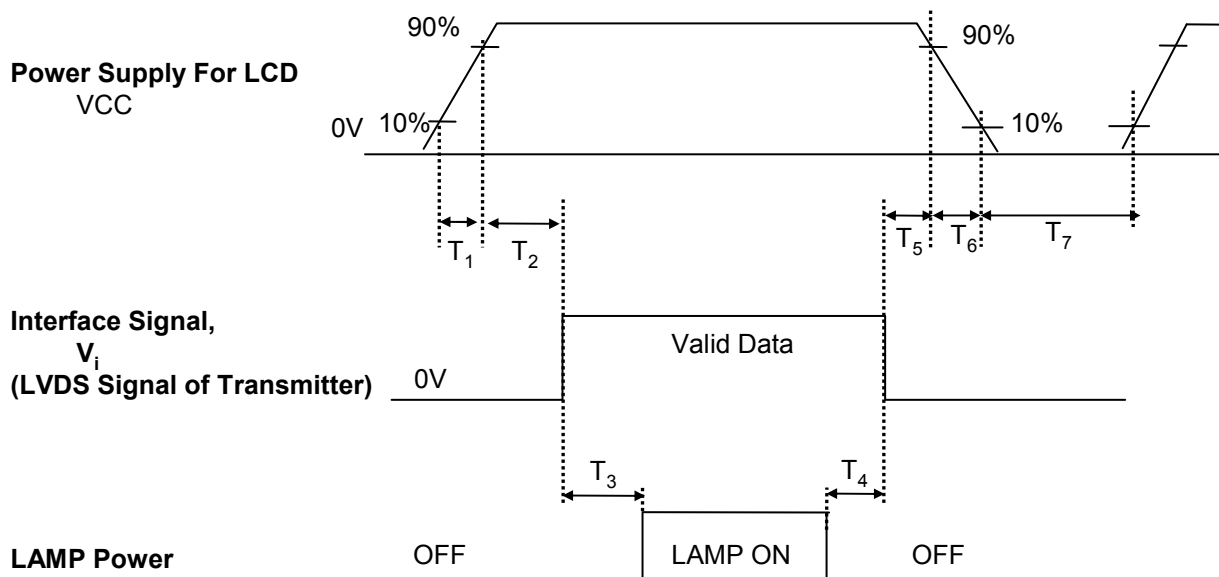 90%
90%
Power Supply For LCD
VCC
0V
10%
10%
T₁
T₂
T₅
T₆
T₇
Interface Signal,
Vᵢ
(LVDS Signal of Transmitter)
0V
Valid Data
T₃
T₄
LAMP Power
OFF
LAMP ON
OFF